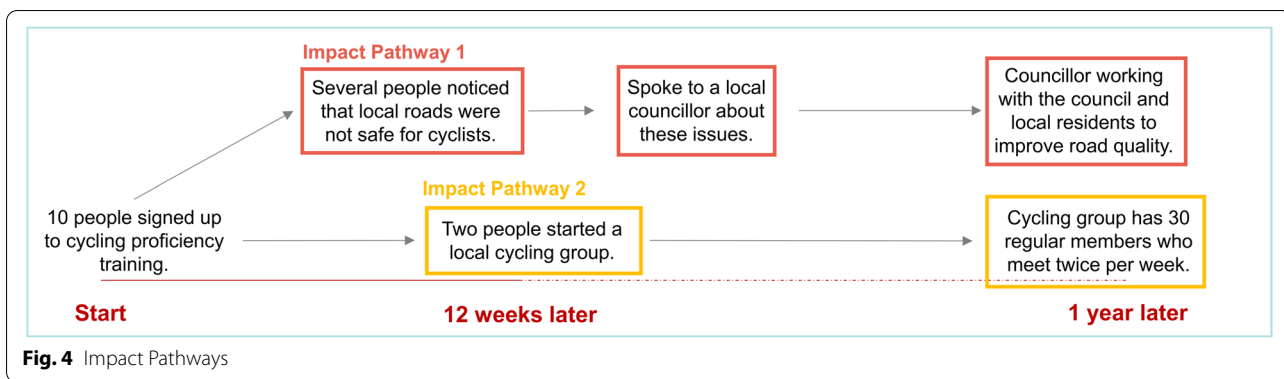 Impact Pathway 1
Several people noticed
that local roads were
not safe for cyclists.
Spoke to a local
councillor about
these issues.
Councillor working
with the council and
local residents to
improve road quality.
10 people signed up
to cycling proficiency
training.
Impact Pathway 2
Two people started a
local cycling group.
Cycling group has 30
regular members who
meet twice per week.
Start
12 weeks later
1 year later
Fig. 4 Impact Pathways